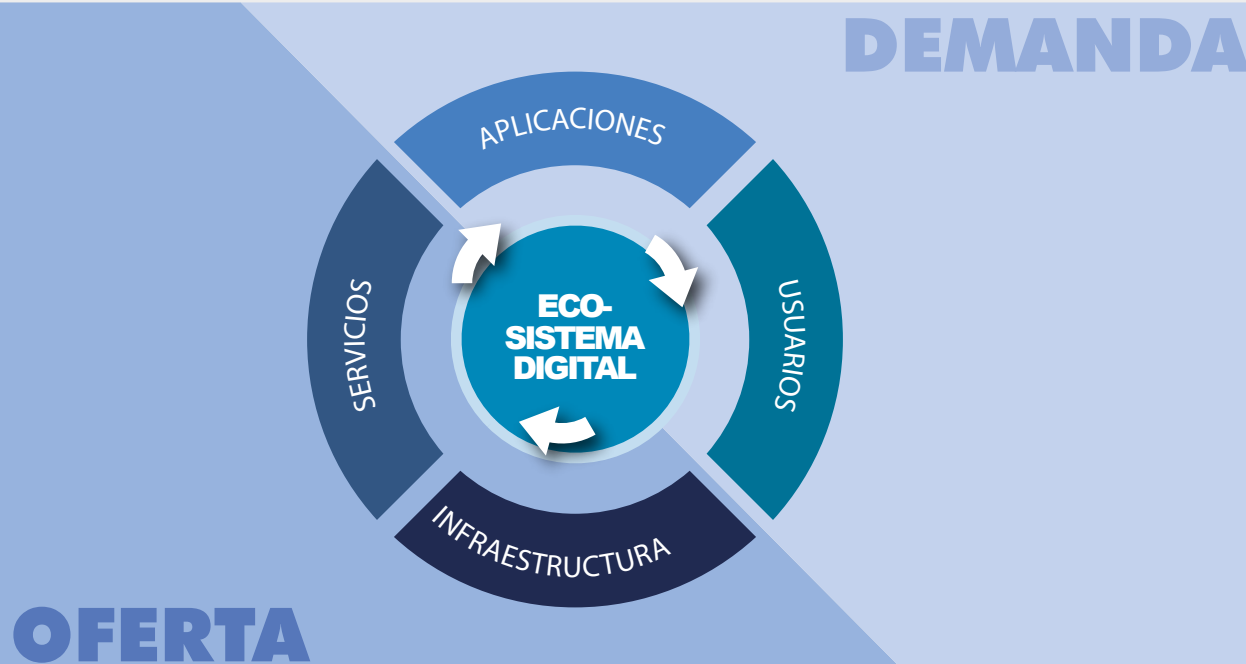 DEMANDA
APLICACIONES
SERVICIOS
ECO-
SISTEMA
DIGITAL
USUARIOS
INFRAESTRUCTURA
OFERTA